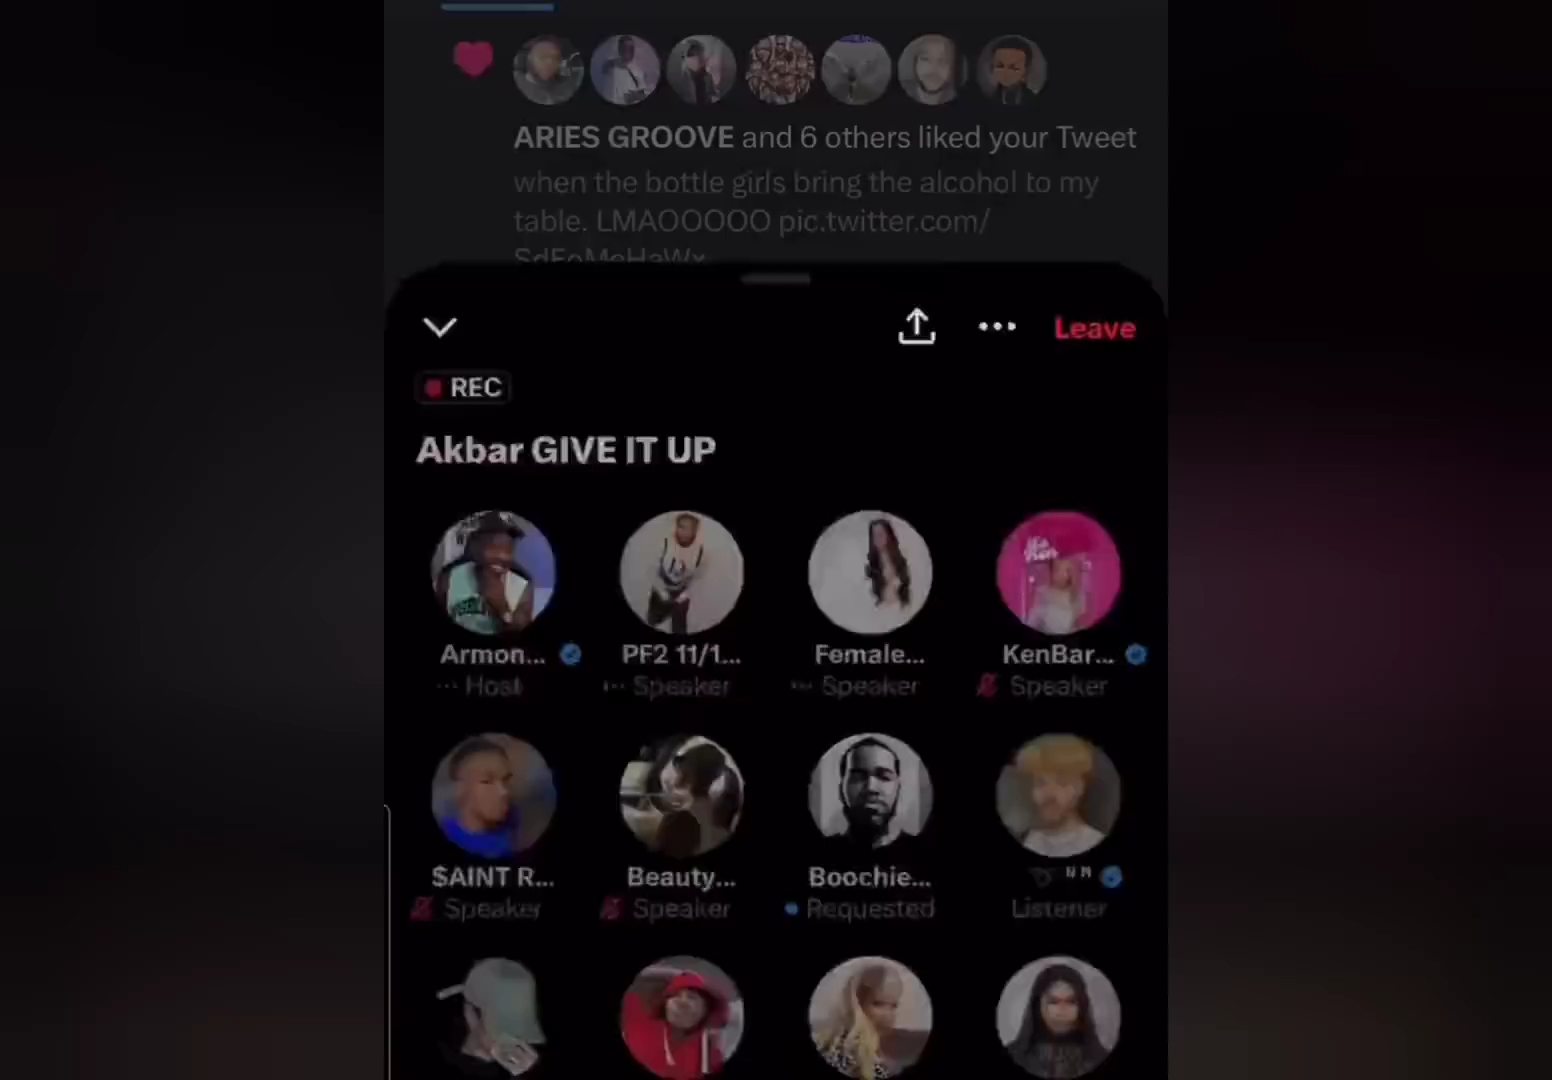 ARIES GROOVE and 6 others liked your Tweet
when the bottle girls bring the alcohol to my
table. LMAOOOOO pic.twitter.com/
Leave
REC
Akbar GIVE IT UP
Armon... PF2 11/1... Female... KenBar...
Host Speaker Speaker Speaker
$AINT R... Beauty... Boochie...
Speaker Speaker Requested Listener